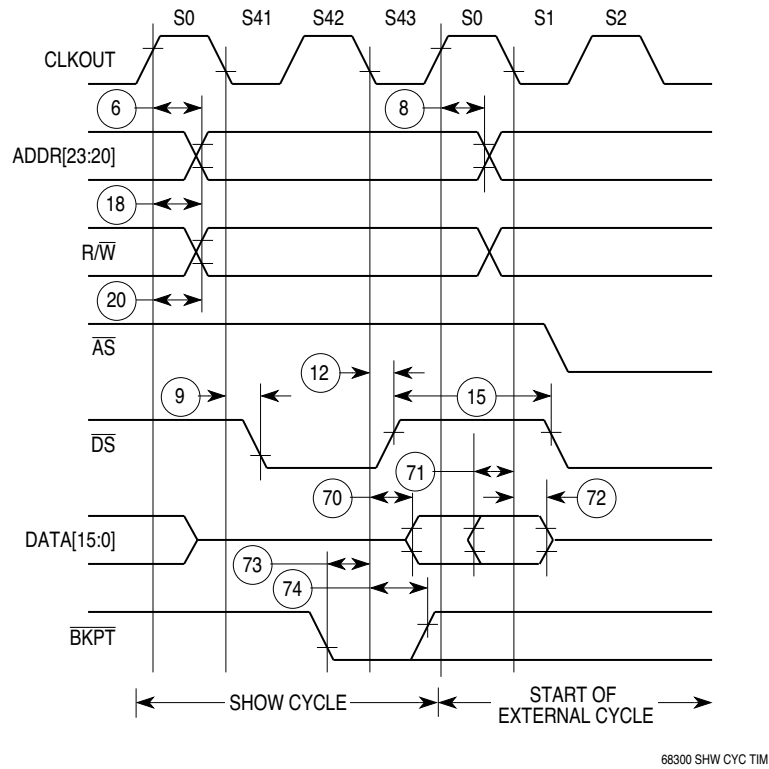 S0 S41 S42 S43 S0 S1 S2
CLKOUT
6 8
ADDR[23:20]
18
R/W
20
AS
12
9 15
DS
71
70 72
DATA[15:0]
73
74
BKPT
SHOW CYCLE
START OF
EXTERNAL CYCLE
68300 SHW CYC TIM